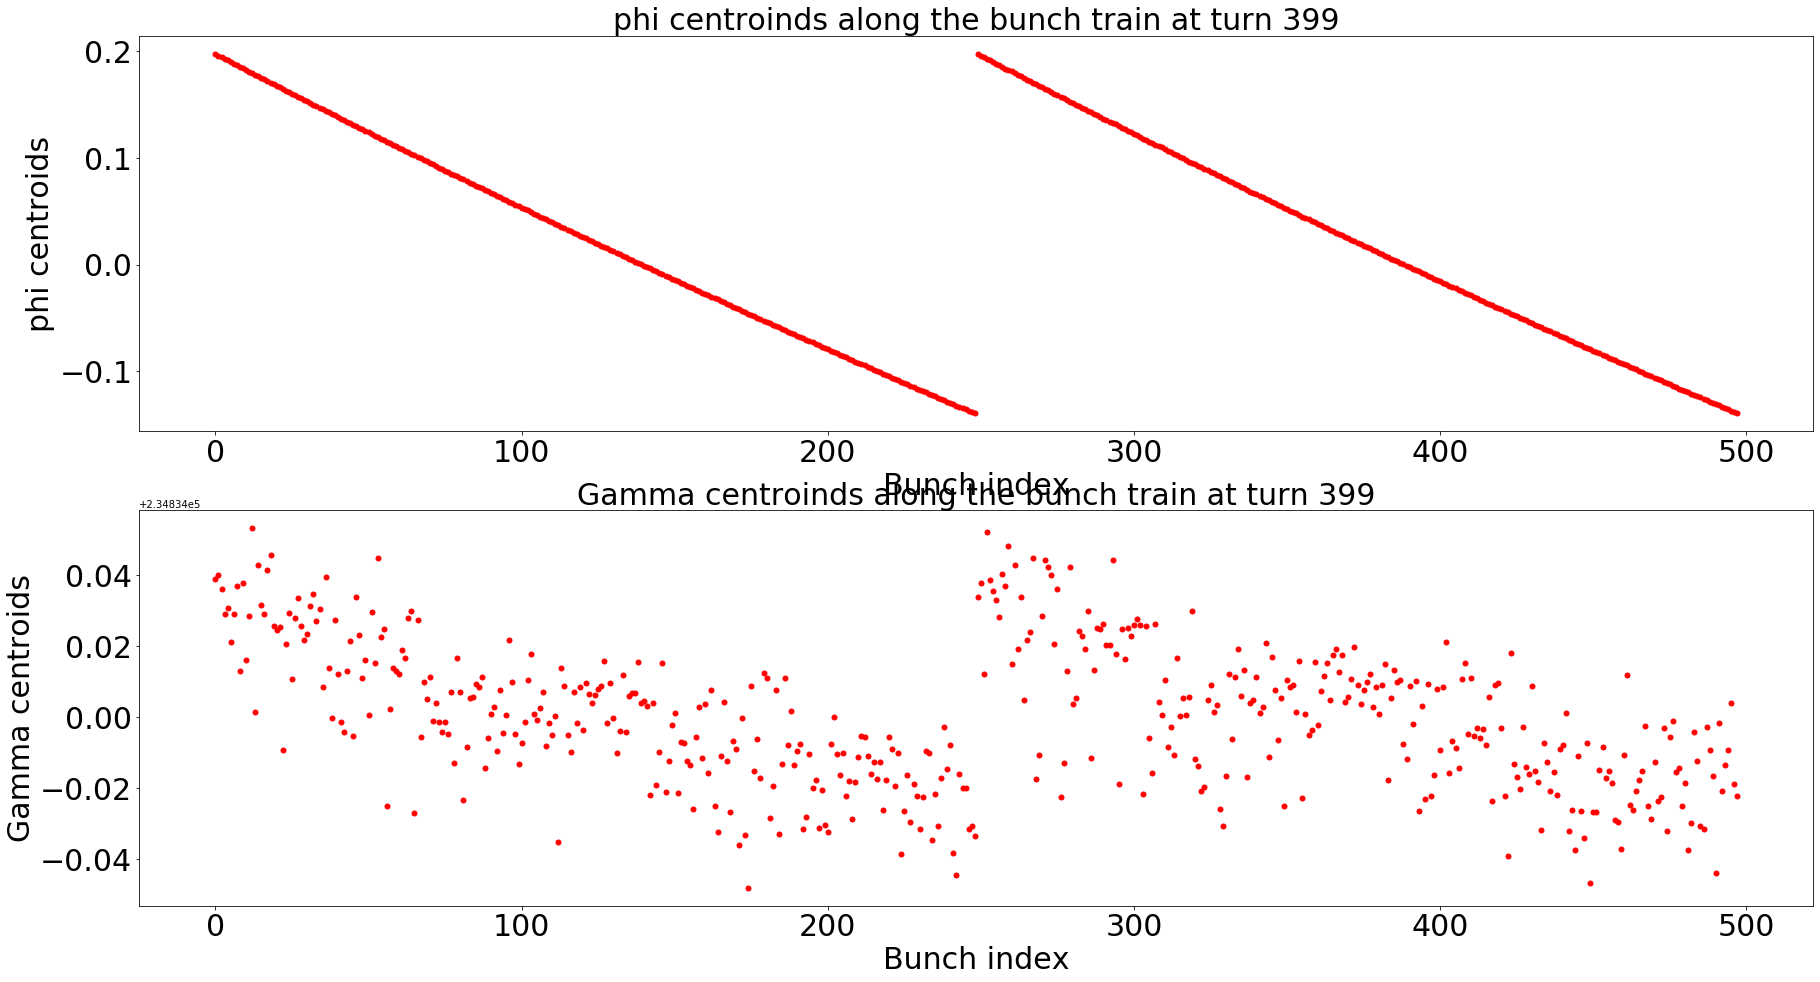 phi centroinds along the bunch train at turn 399
0.2
0.1
0.0
−0.1
phi centroids
0 100 200 300 400 500
Bunch index
Gamma centroinds along the bunch train at turn 399
+2.34834e5
0.04
0.02
0.00
−0.02
−0.04
Gamma centroids
0 100 200 300 400 500
Bunch index